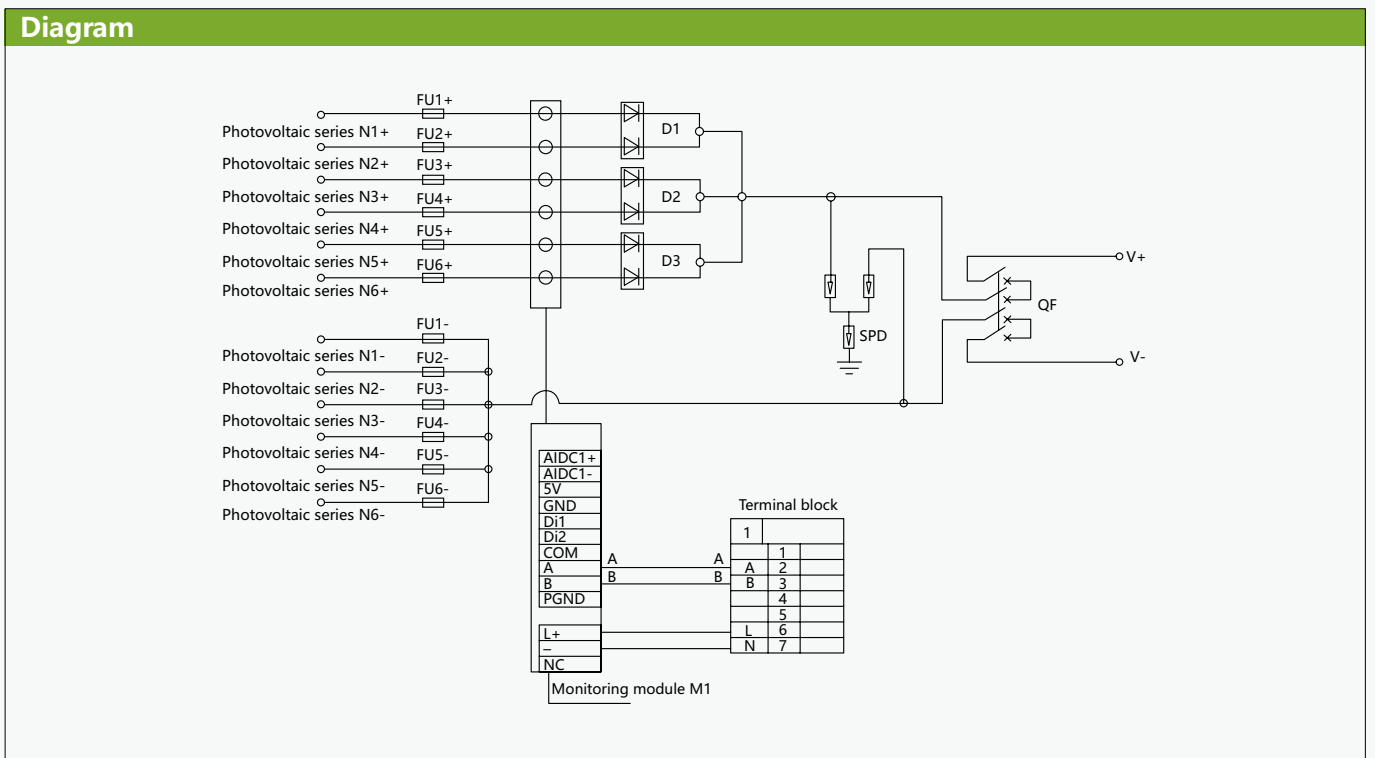 Diagram
FU1+
Photovoltaic series N1+
FU2+
Photovoltaic series N2+
FU3+
Photovoltaic series N3+
FU4+
Photovoltaic series N4+
FU5+
Photovoltaic series N5+
FU6+
Photovoltaic series N6+
D1
D2
D3
SPD
V+
QF
V-
FU1-
Photovoltaic series N1-
FU2-
Photovoltaic series N2-
FU3-
Photovoltaic series N3-
FU4-
Photovoltaic series N4-
FU5-
Photovoltaic series N5-
FU6-
Photovoltaic series N6-
AIDC1+
AIDC1-
5V
GND
Di1
Di2
COM
A
B
PGND
L+
–
NC
A A
B B
Monitoring module M1
Terminal block
1
1
A 2
B 3
4
5
L 6
N 7